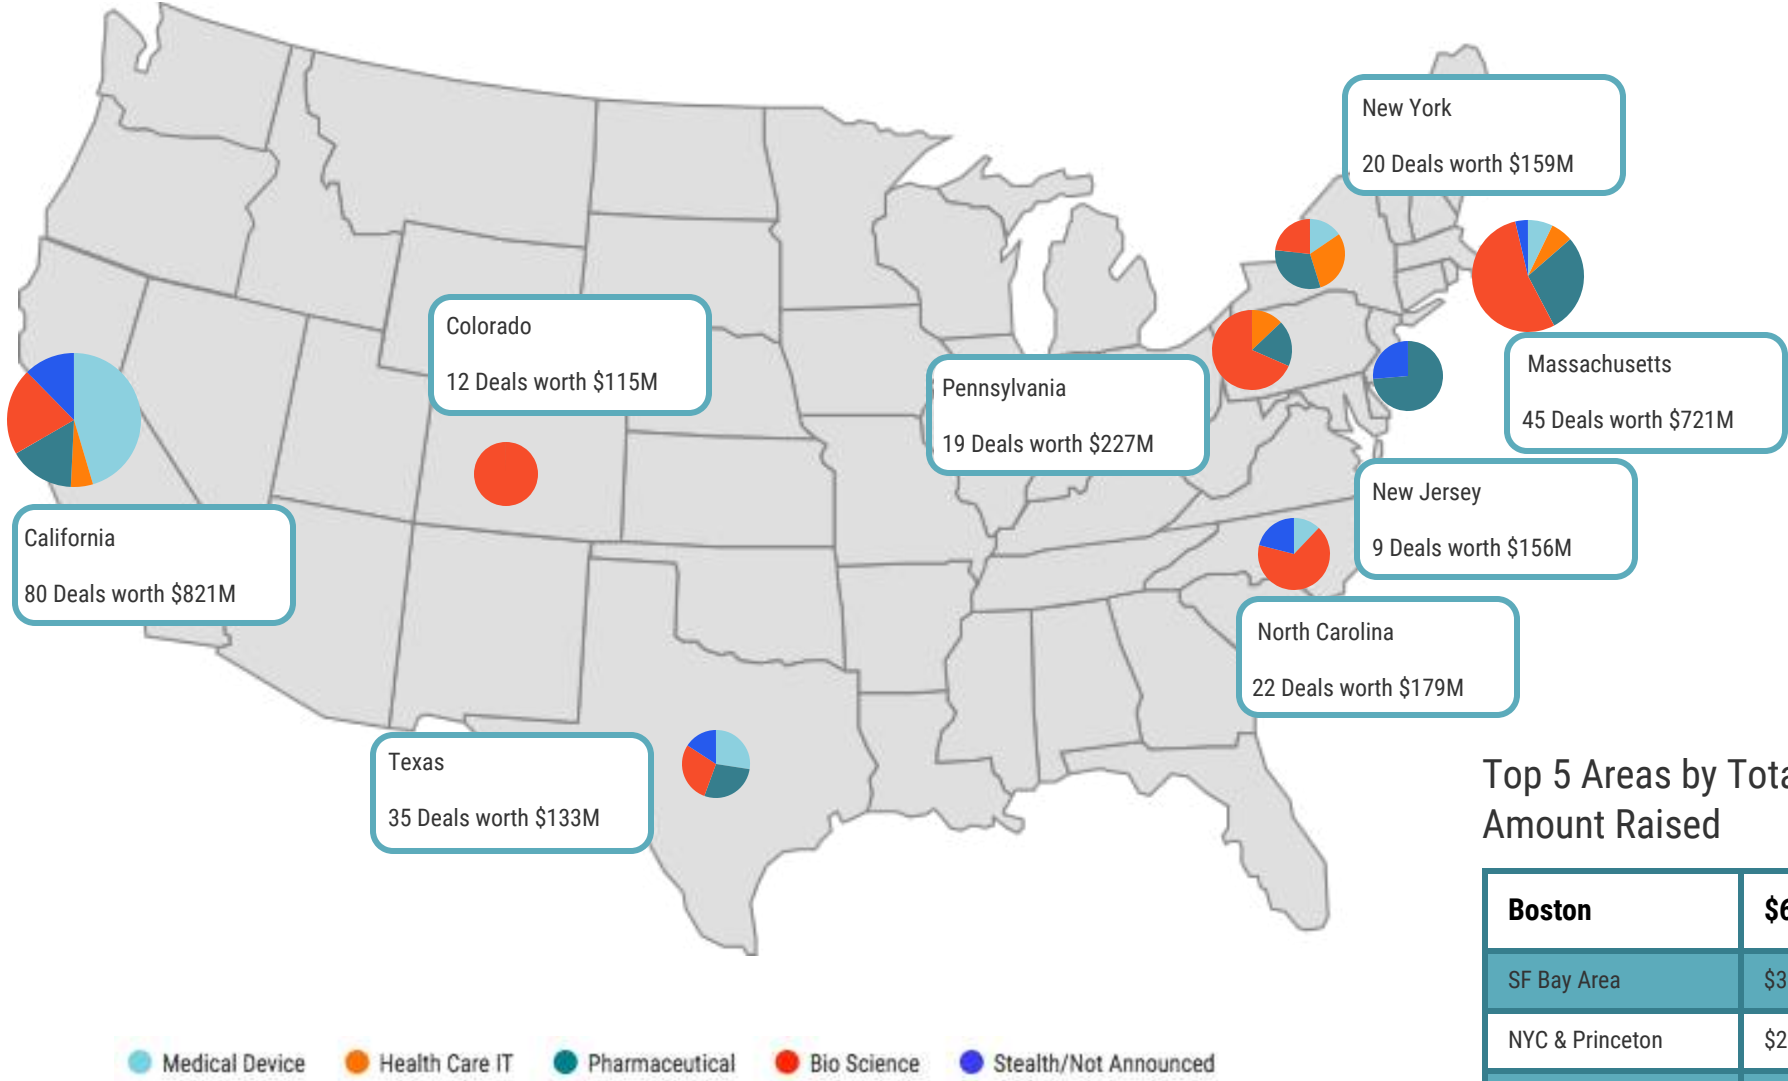 New York
20 Deals worth $159M
Colorado
12 Deals worth $115M
Pennsylvania
19 Deals worth $227M
Massachusetts
45 Deals worth $721M
California
80 Deals worth $821M
New Jersey
9 Deals worth $156M
North Carolina
22 Deals worth $179M
Texas
35 Deals worth $133M
Top 5 Areas by
Amount Raised
Boston
SF Bay Area
NYC & Princeton
Medical Device
Health Care IT
Pharmaceutical
Bio Science
Stealth/Not Announced